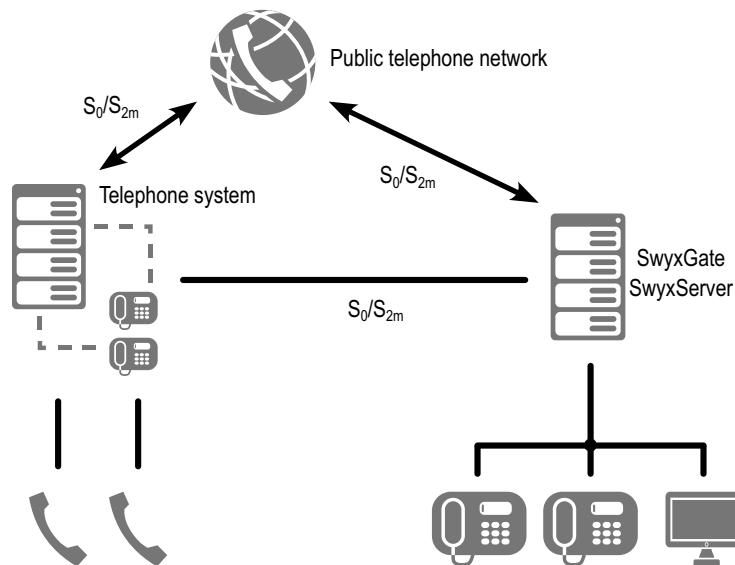 Public telephone network
S₀/S₂ₘ
S₀/S₂ₘ
Telephone system
SwyxGate
SwyxServer
S₀/S₂ₘ